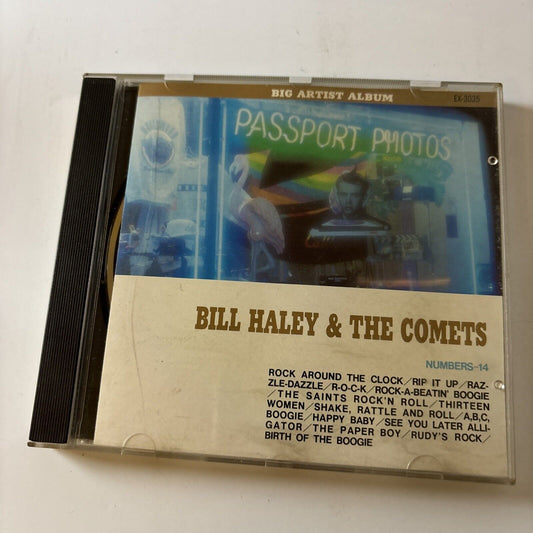 BIG ARTIST ALBUM
EX-3035
PASSPORT PHOTOS
BILL HALEY & THE COMETS
NUMBERS-14
ROCK AROUND THE CLOCK/RIP IT UP/RAZ-
ZLE-DAZZLE/R-O-C-K/ROCK-A-BEATIN' BOOGIE
/THE SAINTS ROCK'N ROLL/THIRTEEN
WOMEN/SHAKE, RATTLE AND ROLL/A,B,C,
BOOGIE/HAPPY BABY/SEE YOU LATER ALLI-
GATOR/THE PAPER BOY/RUDY'S ROCK/
BIRTH OF THE BOOGIE